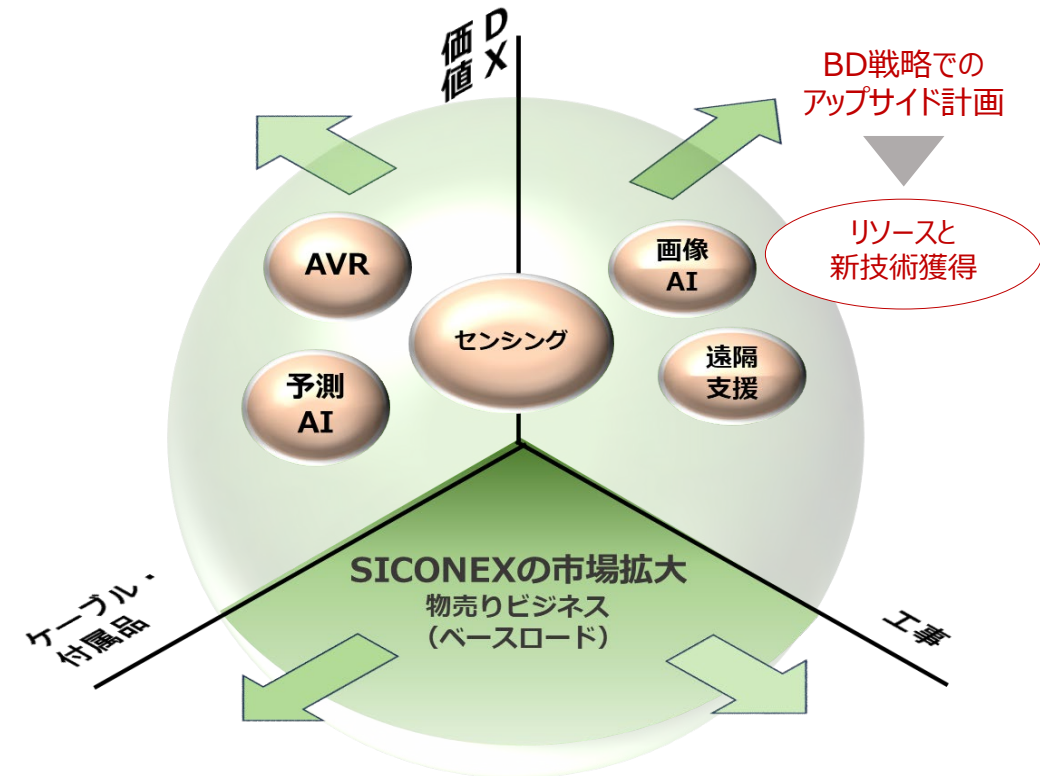 DX
価値
BD戦略での
アップサイド計画
リソースと
新技術獲得
AVR
画像
AI
センシング
遠隔
支援
予測
AI
SICONEXの市場拡大
物売りビジネス
（ベースロード）
ケーブル・
付属品
工事